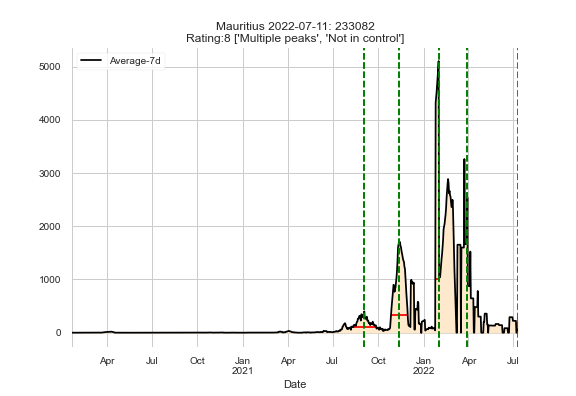 Mauritius 2022-07-11: 233082
Rating:8 ['Multiple peaks', 'Not in control']
Average-7d
5000
4000
3000
2000
1000
0
Apr Jul Oct Jan Apr Jul Oct Jan Apr Jul
2021 2022
Date